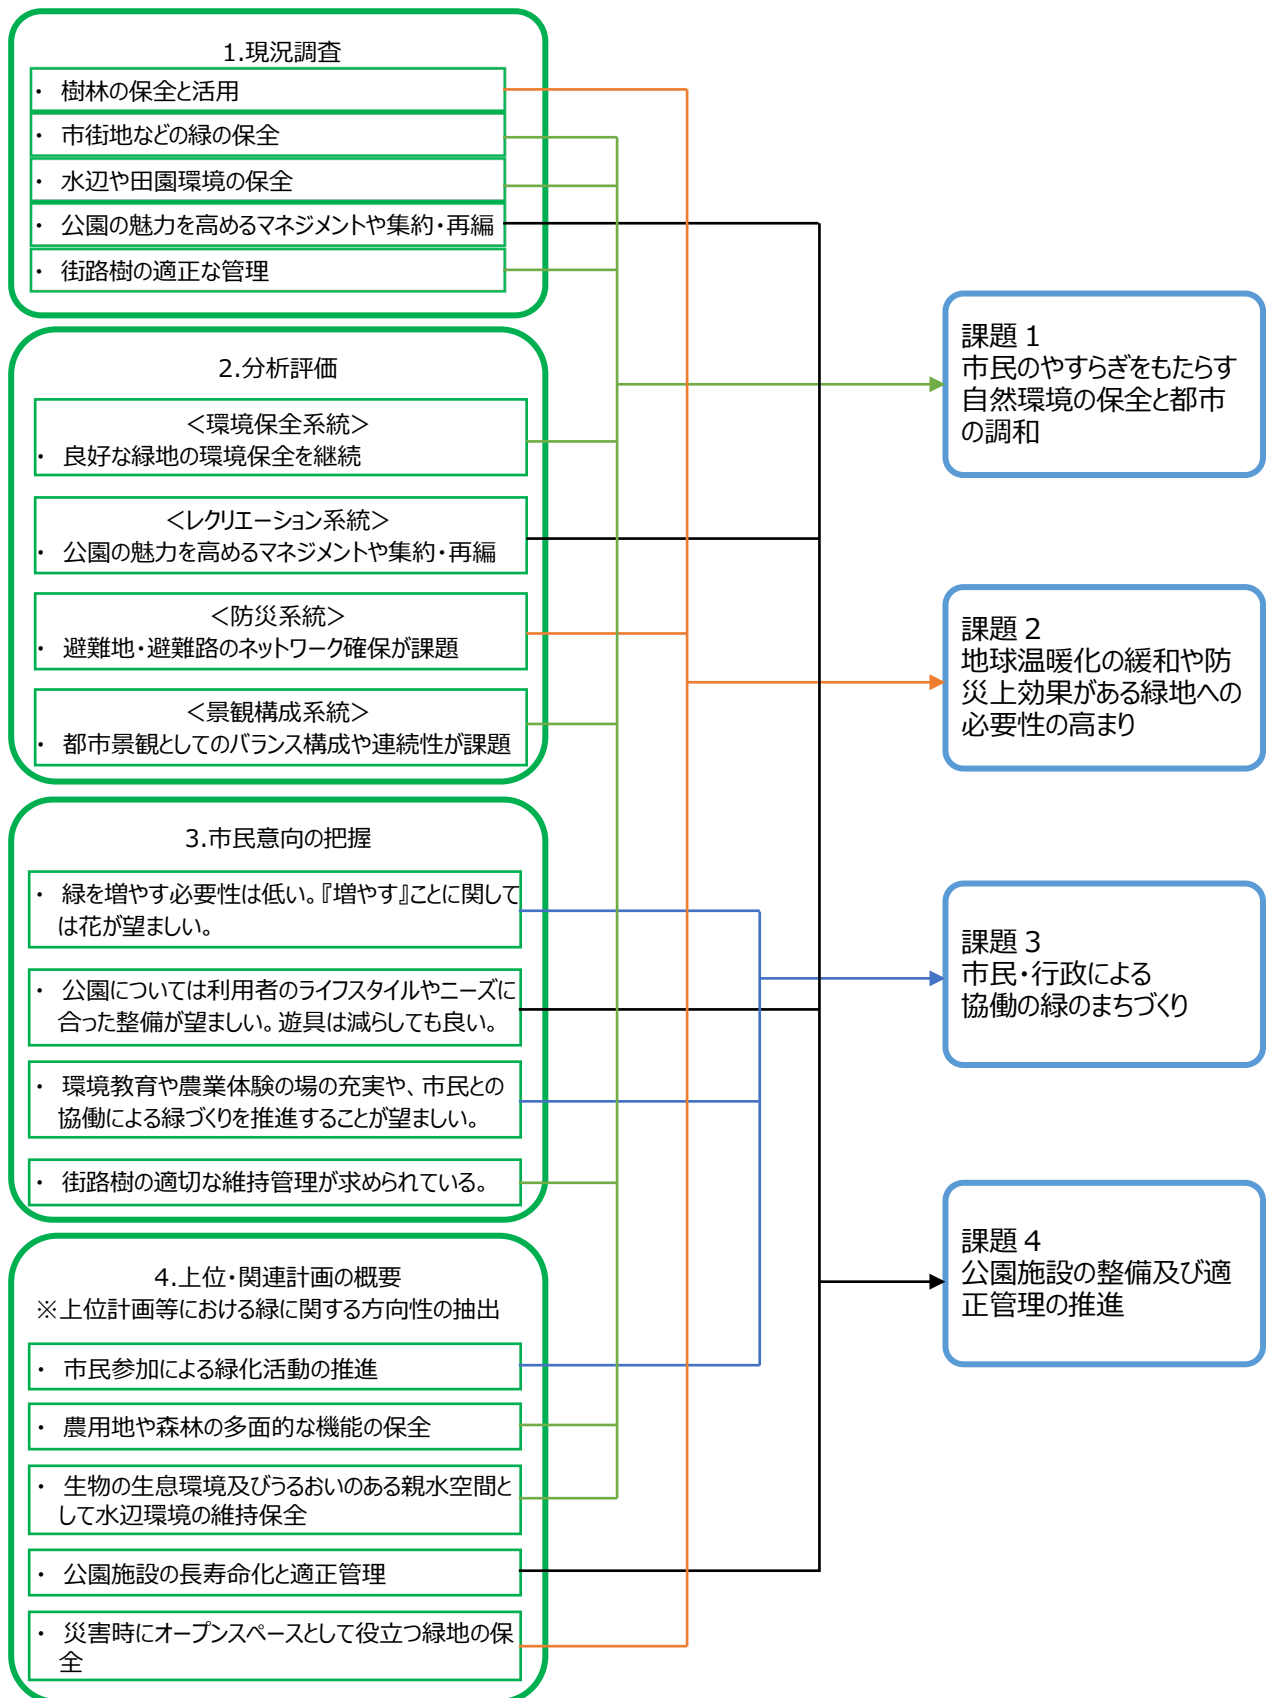 1.現況調査
・ 樹林の保全と活用
・ 市街地などの緑の保全
・ 水辺や田園環境の保全
・ 公園の魅力を高めるマネジメントや集約・再編
・ 街路樹の適正な管理
2.分析評価
＜環境保全系統＞
・ 良好な緑地の環境保全を継続
＜レクリエーション系統＞
・ 公園の魅力を高めるマネジメントや集約・再編
＜防災系統＞
・ 避難地・避難路のネットワーク確保が課題
＜景観構成系統＞
・ 都市景観としてのバランス構成や連続性が課題
3.市民意向の把握
・ 緑を増やす必要性は低い。『増やす』ことに関して
は花が望ましい。
・ 公園については利用者のライフスタイルやニーズに
合った整備が望ましい。遊具は減らしても良い。
・ 環境教育や農業体験の場の充実や、市民との
協働による緑づくりを推進することが望ましい。
・ 街路樹の適切な維持管理が求められている。
4.上位・関連計画の概要
※上位計画等における緑に関する方向性の抽出
・ 市民参加による緑化活動の推進
・ 農用地や森林の多面的な機能の保全
・ 生物の生息環境及びうるおいのある親水空間と
して水辺環境の維持保全
・ 公園施設の長寿命化と適正管理
・ 災害時にオープンスペースとして役立つ緑地の保
全
課題１
市民のやすらぎをもたらす
自然環境の保全と都市
の調和
課題２
地球温暖化の緩和や防
災上効果がある緑地への
必要性の高まり
課題３
市民・行政による
協働の緑のまちづくり
課題４
公園施設の整備及び適
正管理の推進